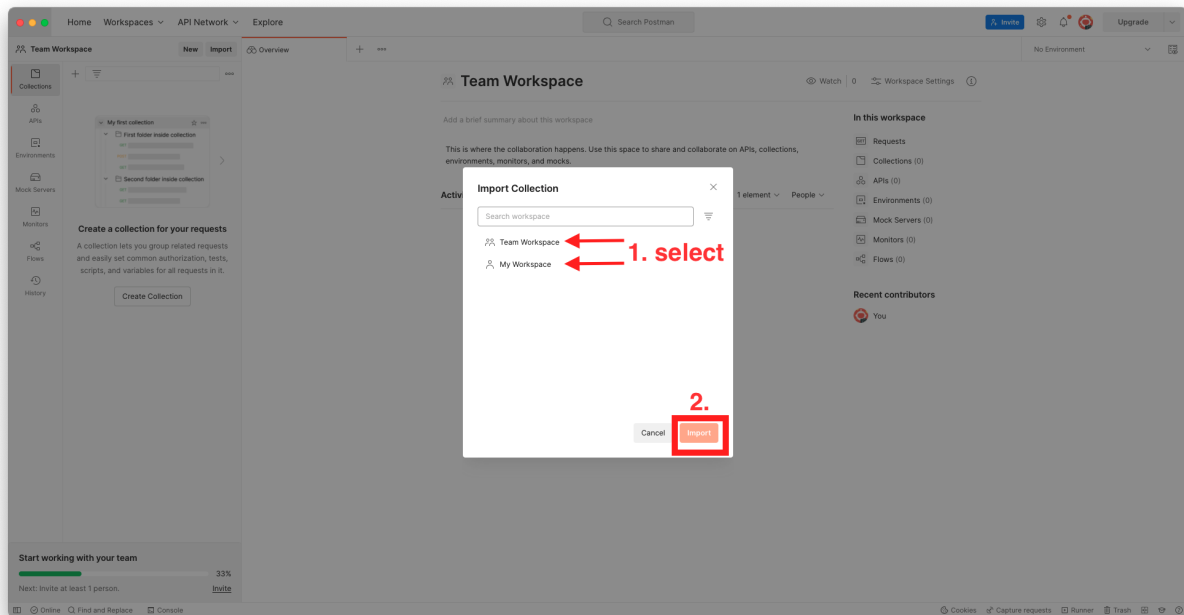 Home Workspaces API Network Explore
Search Postman
Invite
Upgrade
Team Workspace
New Import
Overview
No Environment
Collections
APIs
Environments
Mock Servers
Monitors
Flows
History
My first collection
First folder inside collection
Second folder inside collection
Create a collection for your requests
A collection lets you group related requests
and easily set common authorization, tests,
scripts, and variables for all requests in it.
Create Collection
Team Workspace
Watch 0 Workspace Settings
Add a brief summary about this workspace
This is where the collaboration happens. Use this space to share and collaborate on APIs, collections,
environments, monitors, and mocks.
Activ
1 element People
Import Collection
Search workspace
Team Workspace
My Workspace
1. select
2.
Cancel Import
In this workspace
Requests
Collections (0)
APIs (0)
Environments (0)
Mock Servers (0)
Monitors (0)
Flows (0)
Recent contributors
You
Start working with your team
33%
Next: Invite at least 1 person. Invite
Online Find and Replace Console
Cookies Capture requests Runner Trash